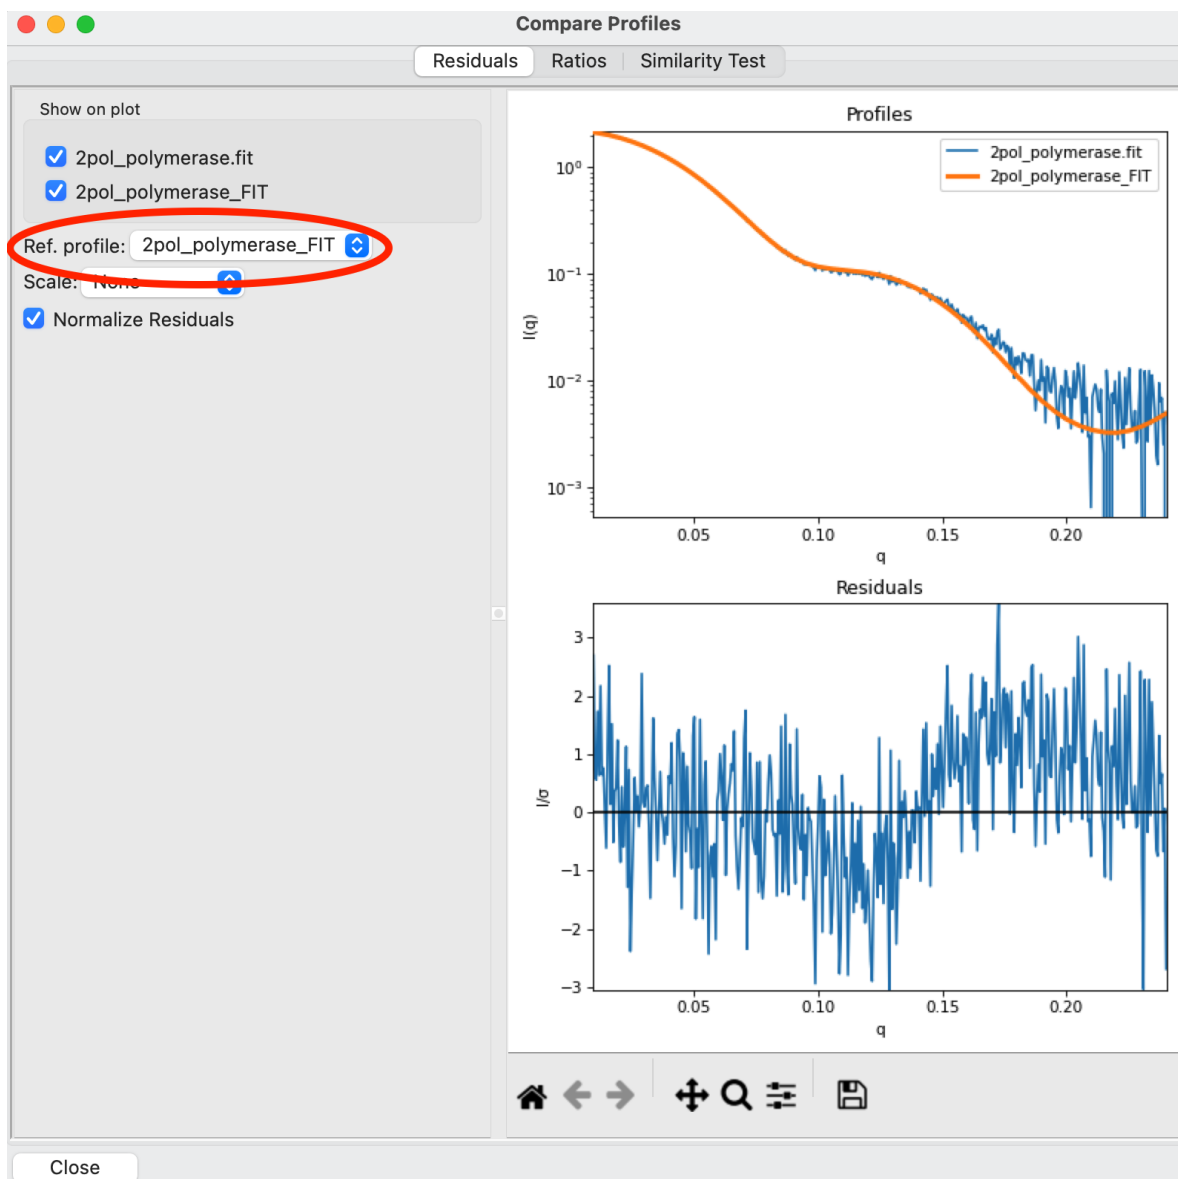 Compare Profiles
Residuals Ratios Similarity Test
Show on plot
2pol_polymerase.fit
2pol_polymerase_FIT
Ref. profile: 2pol_polymerase_FIT
Scale: None
Normalize Residuals
Profiles
2pol_polymerase.fit
2pol_polymerase_FIT
10⁰
10⁻¹
10⁻²
10⁻³
I(q)
0.05 0.10 0.15 0.20
q
Residuals
3
2
1
0
−1
−2
−3
I/σ
0.05 0.10 0.15 0.20
q
Close